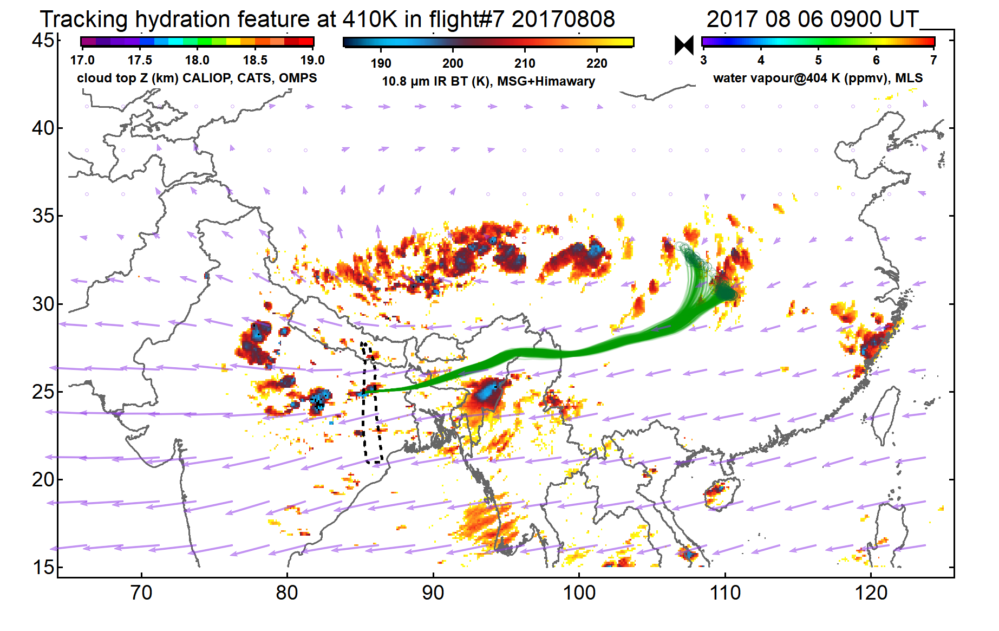 Tracking hydration feature at 410K in flight#7 20170808
2017 08 06 0900 UT
17.0 17.5 18.0 18.5 19.0
cloud top Z (km) CALIOP, CATS, OMPS
190 200 210 220
10.8 µm IR BT (K), MSG+Himawary
3 4 5 6 7
water vapour@404 K (ppmv), MLS
45
40
35
30
25
20
15
70 80 90 100 110 120